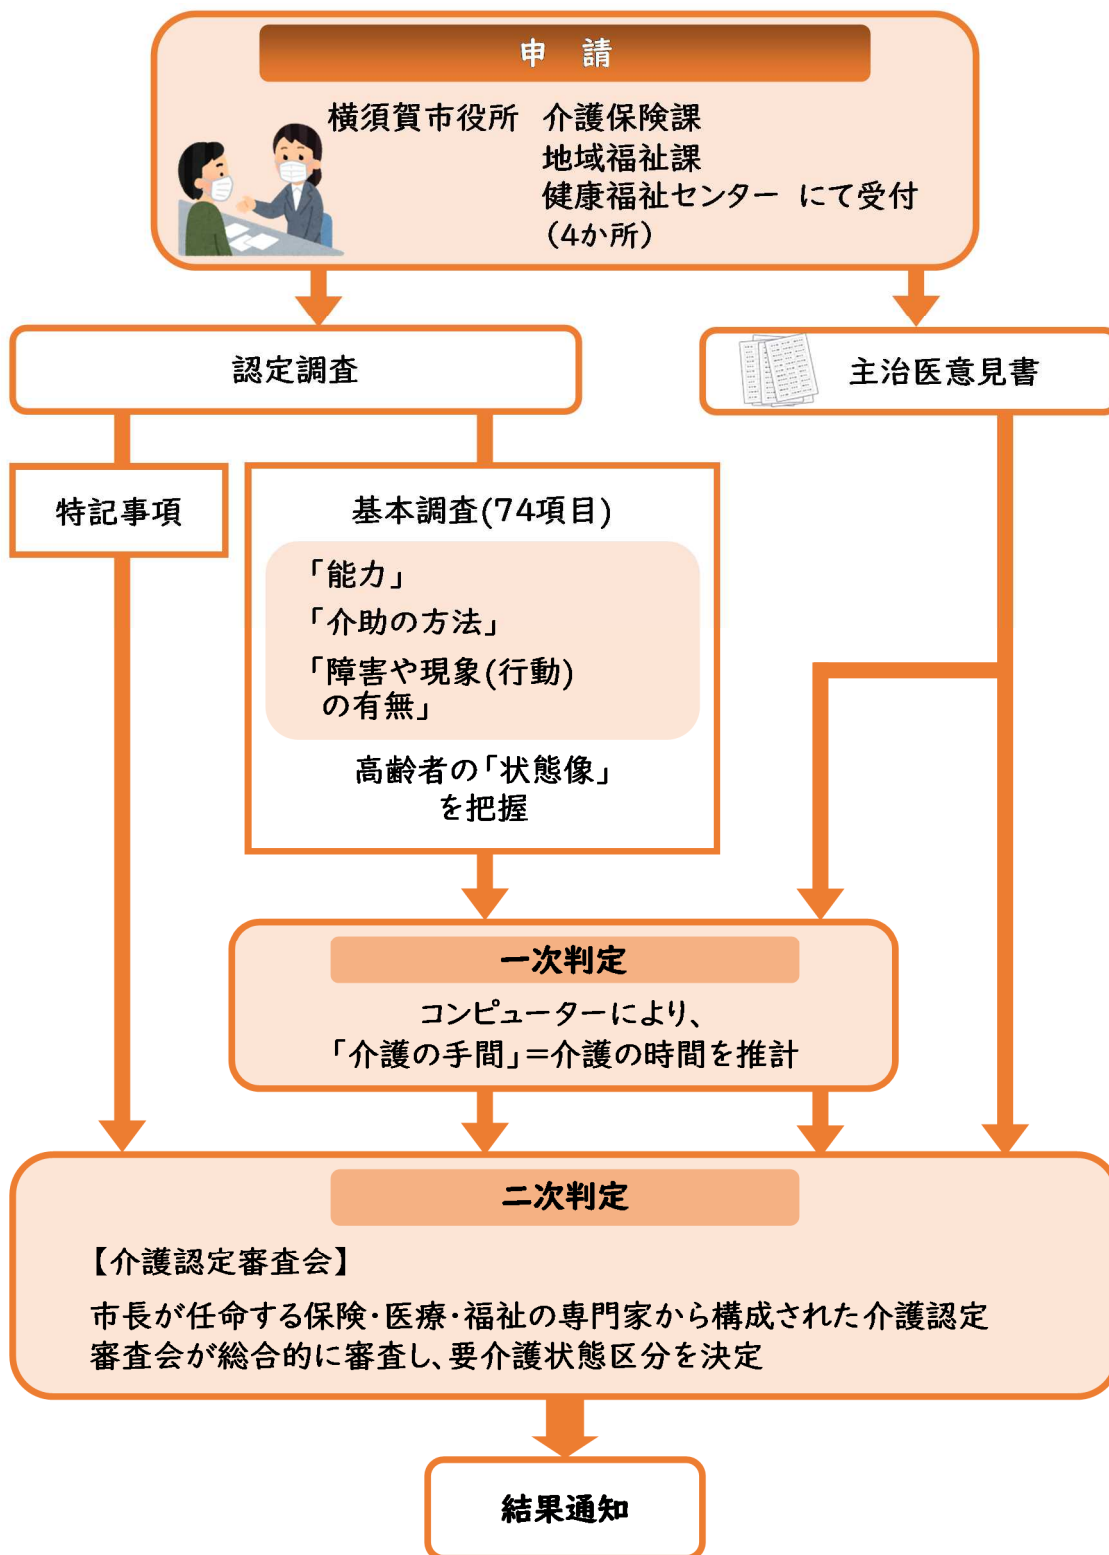 申 請
横須賀市役所 介護保険課
地域福祉課
健康福祉センター にて受付
(4か所)
認定調査
主治医意見書
特記事項
基本調査(74項目)
「能力」
「介助の方法」
「障害や現象(行動)
の有無」
高齢者の「状態像」
を把握
一次判定
コンピューターにより、
「介護の手間」=介護の時間を推計
二次判定
【介護認定審査会】
市長が任命する保険・医療・福祉の専門家から構成された介護認定
審査会が総合的に審査し、要介護状態区分を決定
結果通知